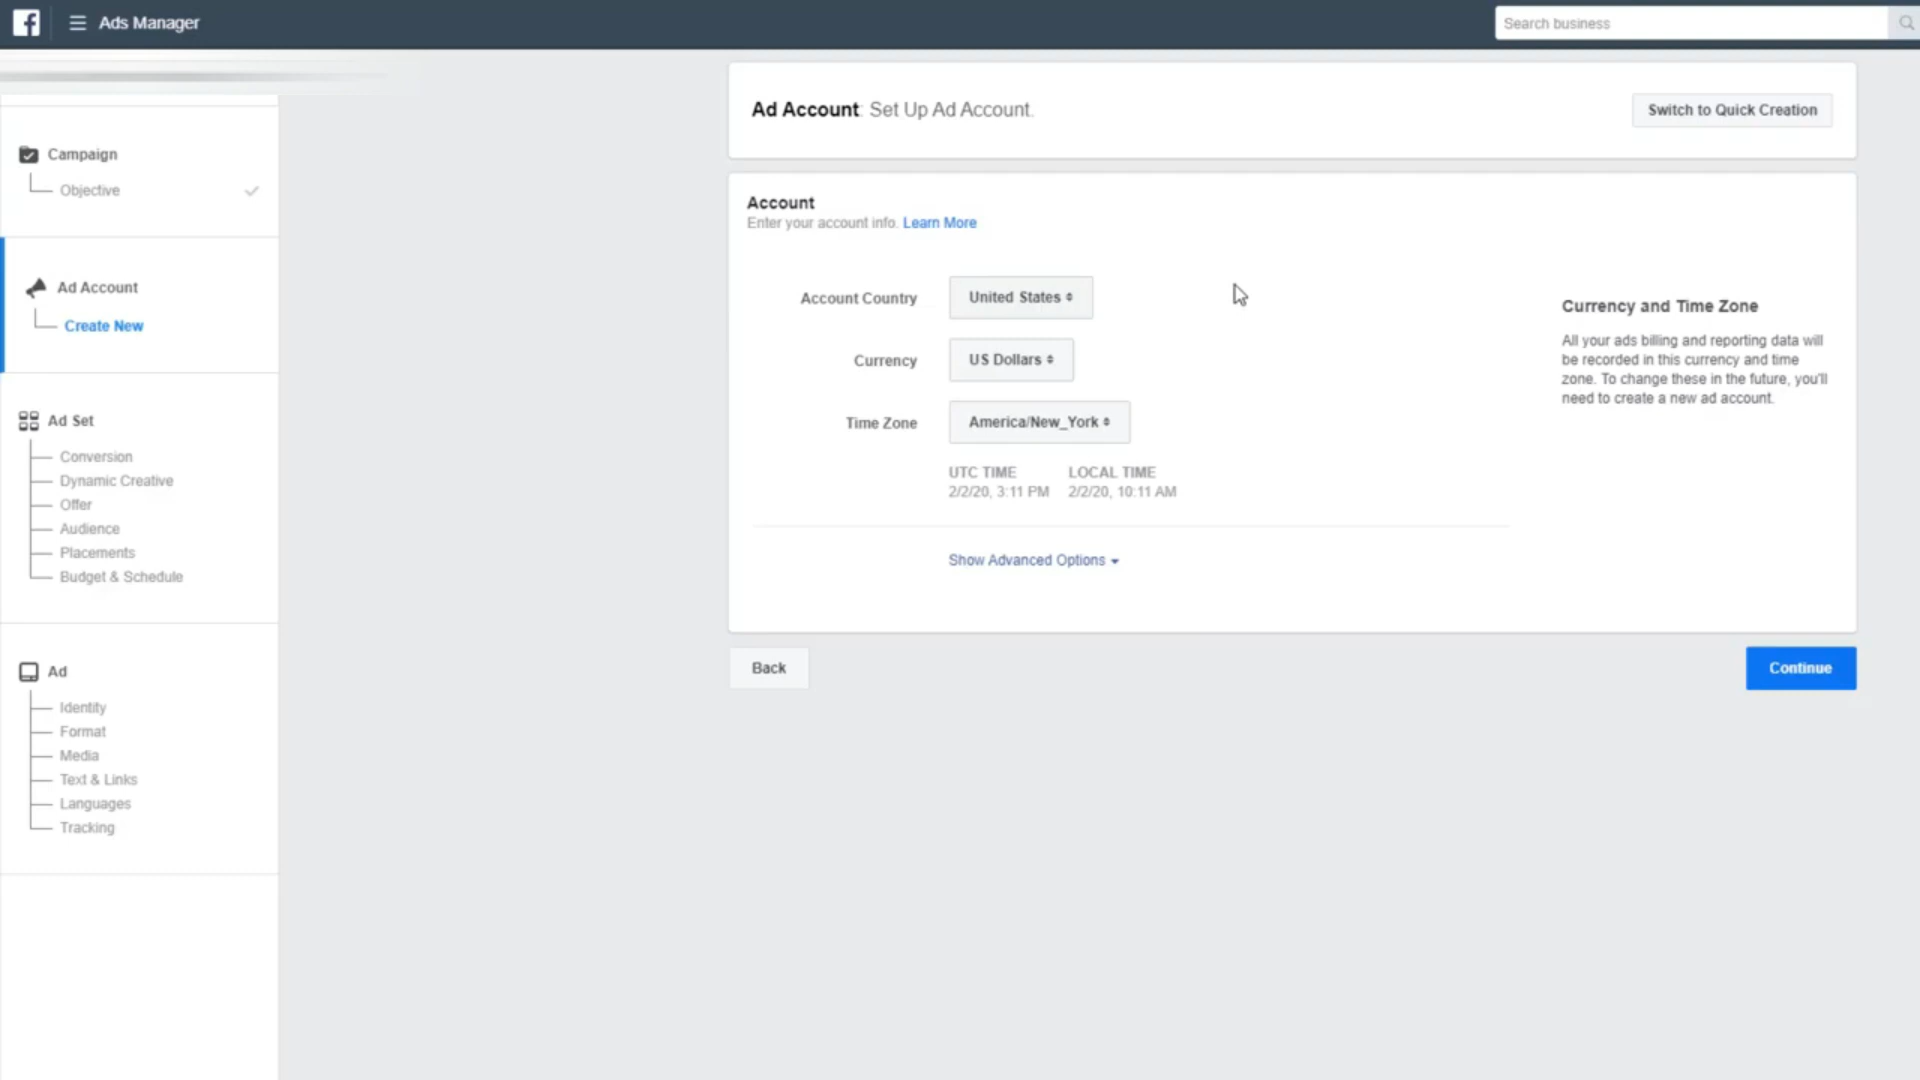 Ads Manager
Search business
Ad Account: Set Up Ad Account.
Switch to Quick Creation
Campaign
Objective
Ad Account
Create New
Ad Set
Conversion
Dynamic Creative
Offer
Audience
Placements
Budget & Schedule
Ad
Identity
Format
Media
Text & Links
Languages
Tracking
Account
Enter your account info. Learn More
Account Country
United States
Currency
US Dollars
Time Zone
America/New_York
UTC TIME
LOCAL TIME
2/2/20, 3:11 PM
2/2/20, 10:11 AM
Show Advanced Options
Currency and Time Zone
All your ads billing and reporting data will
be recorded in this currency and time
zone. To change these in the future, you'll
need to create a new ad account.
Back
Continue